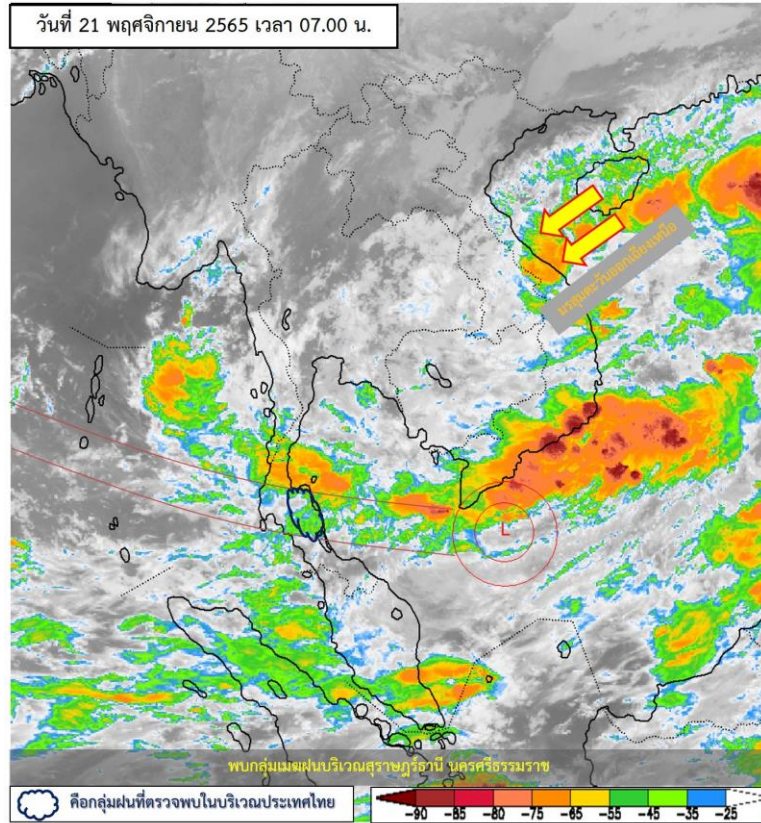 วันที่ 21 พฤศจิกายน 2565 เวลา 07.00 น.
มรสุมตะวันออกเฉียงเหนือ
L
พบกลุ่มเมฆฝนบริเวณสุราษฎร์ธานี นครศรีธรรมราช
คือกลุ่มฝนที่ตรวจพบในบริเวณประเทศไทย
-90 -85 -80 -75 -65 -55 -45 -35 -25